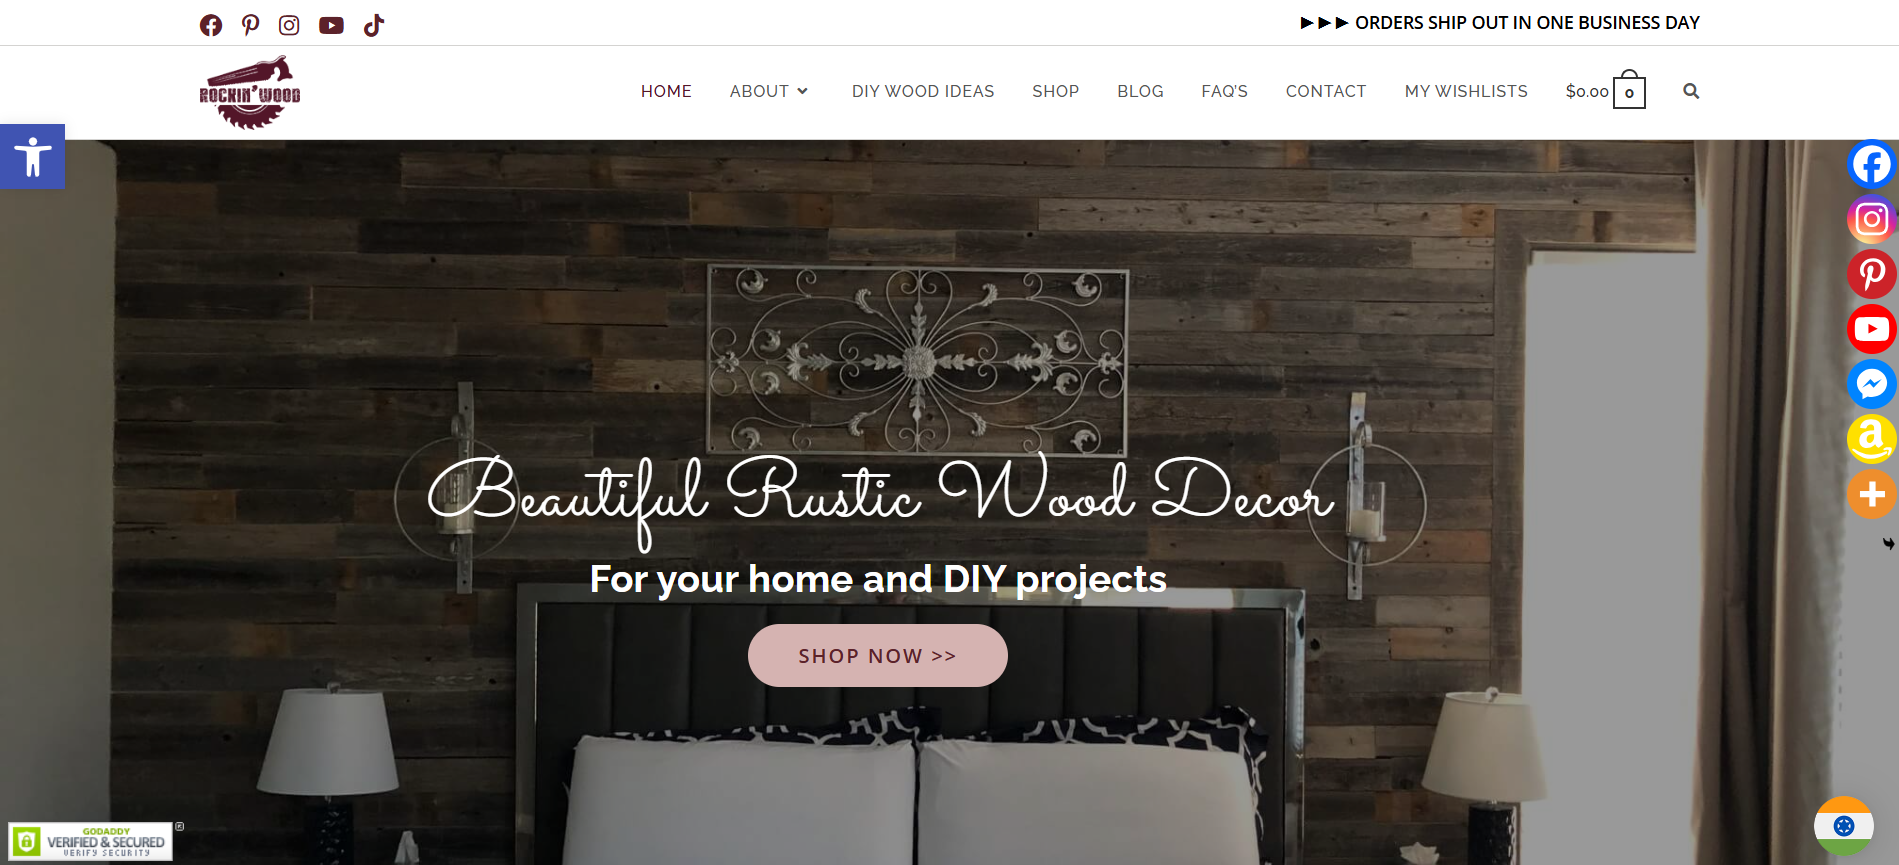 ►►► ORDERS SHIP OUT IN ONE BUSINESS DAY
ROCKIN'WOOD
HOME ABOUT DIY WOOD IDEAS SHOP BLOG FAQ'S CONTACT MY WISHLISTS $0.00 0
Beautiful Rustic Wood Decor
For your home and DIY projects
SHOP NOW >>
GODADDY
VERIFIED & SECURED
VERIFY SECURITY